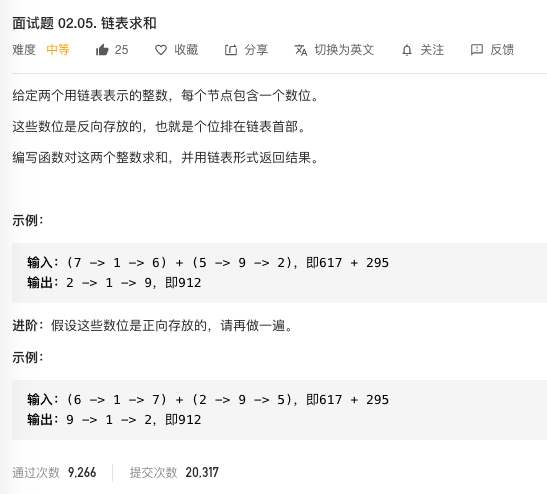 面试题 02.05. 链表求和
难度 中等 25 收藏 分享 切换为英文 关注 反馈
给定两个用链表表示的整数，每个节点包含一个数位。
这些数位是反向存放的，也就是个位排在链表首部。
编写函数对这两个整数求和，并用链表形式返回结果。
示例：
输入：(7 -> 1 -> 6) + (5 -> 9 -> 2)，即617 + 295
输出：2 -> 1 -> 9，即912
进阶：假设这些数位是正向存放的，请再做一遍。
示例：
输入：(6 -> 1 -> 7) + (2 -> 9 -> 5)，即617 + 295
输出：9 -> 1 -> 2，即912
通过次数 9,266 提交次数 20,317